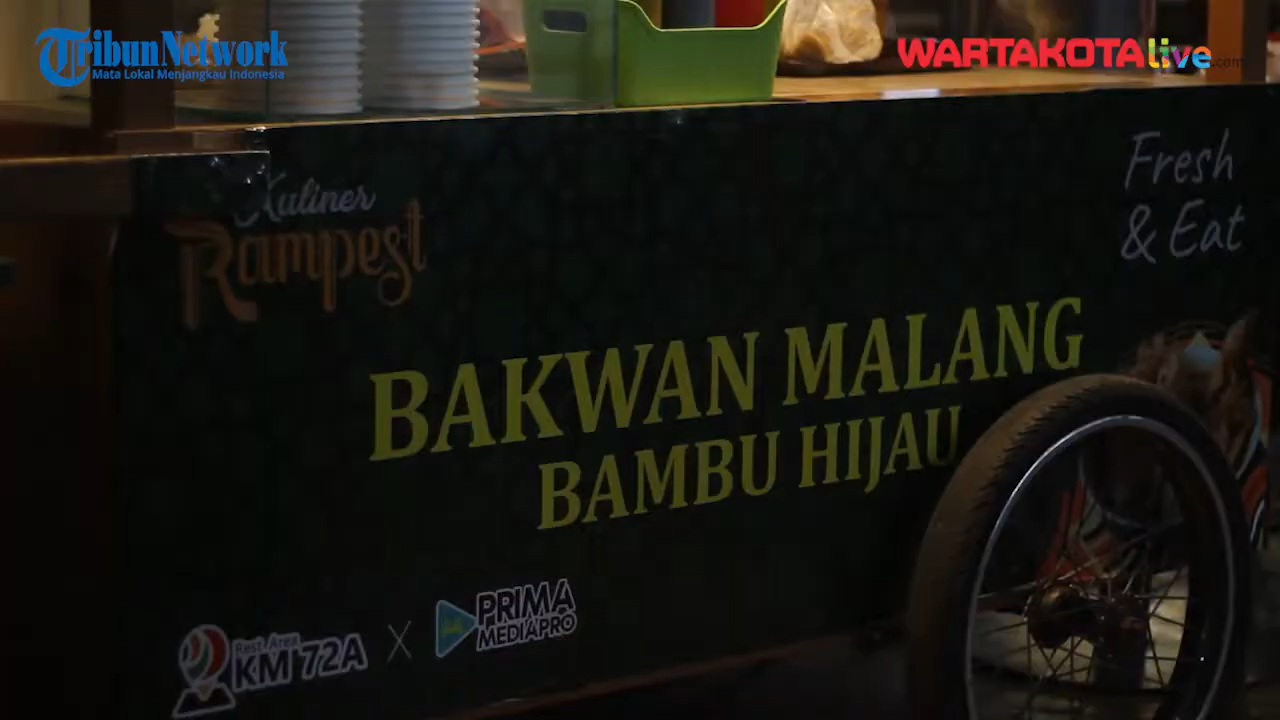 TribunNetwork
Mata Lokal Menjangkau Indonesia
WARTAKOTAlive.com
Kuliner
Rampest
Fresh
& Eat
BAKWAN MALANG
BAMBU HIJAU
Rest Area
KM 72A
X
PRIMA
MEDIAPRO